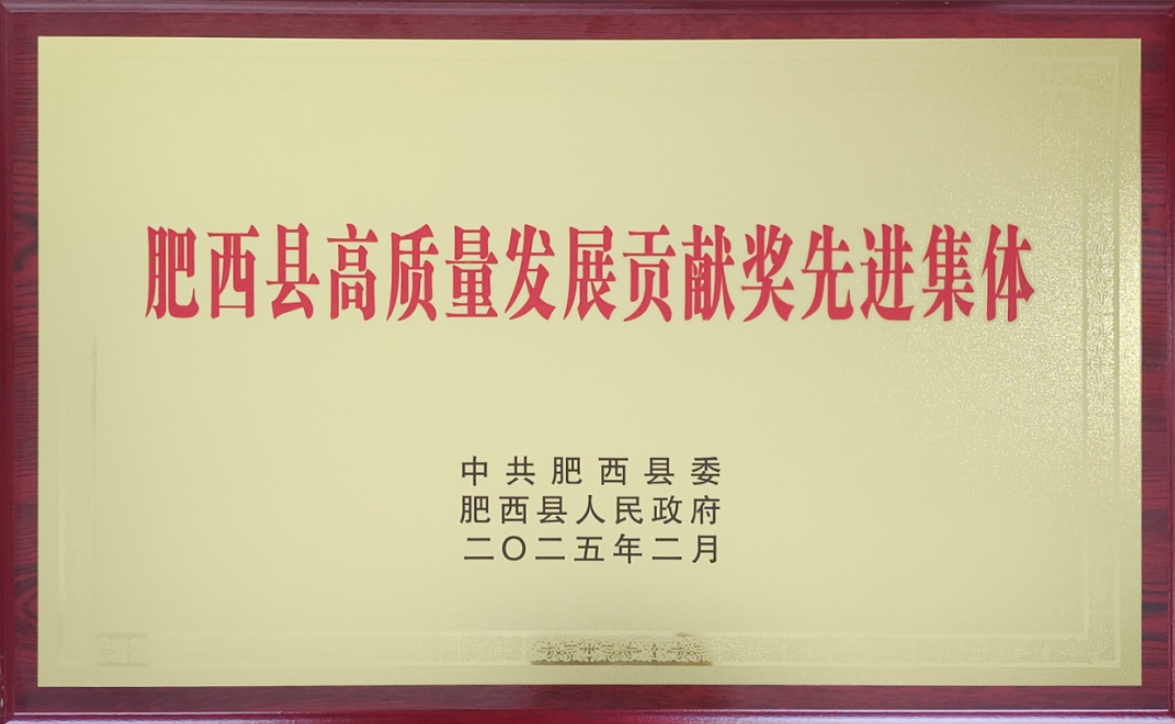 肥西县高质量发展贡献奖先进集体
中共肥西县委
肥西县人民政府
二〇二五年二月